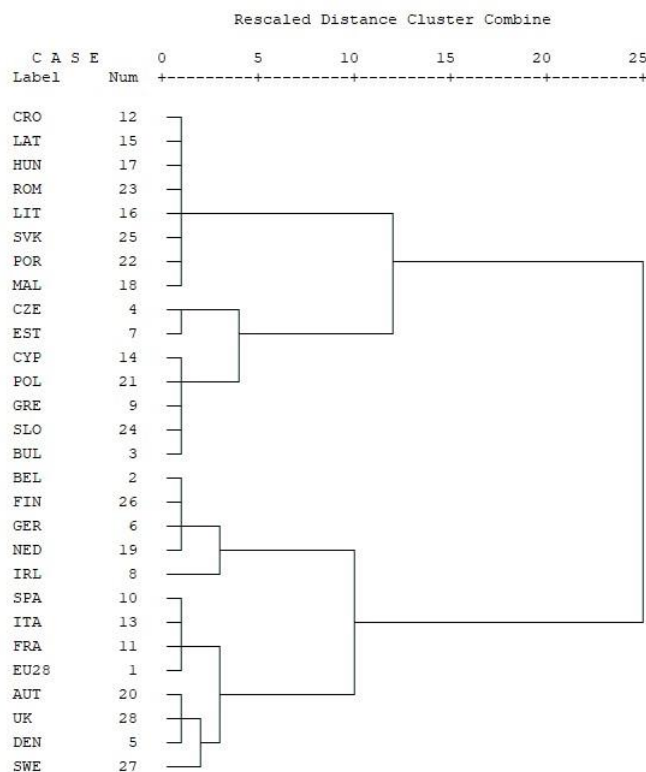 Rescaled Distance Cluster Combine
C A S E 0 5 10 15 20 25
Label Num +---------+---------+---------+---------+---------+
CRO 12
LAT 15
HUN 17
ROM 23
LIT 16
SVK 25
POR 22
MAL 18
CZE 4
EST 7
CYP 14
POL 21
GRE 9
SLO 24
BUL 3
BEL 2
FIN 26
GER 6
NED 19
IRL 8
SPA 10
ITA 13
FRA 11
EU28 1
AUT 20
UK 28
DEN 5
SWE 27